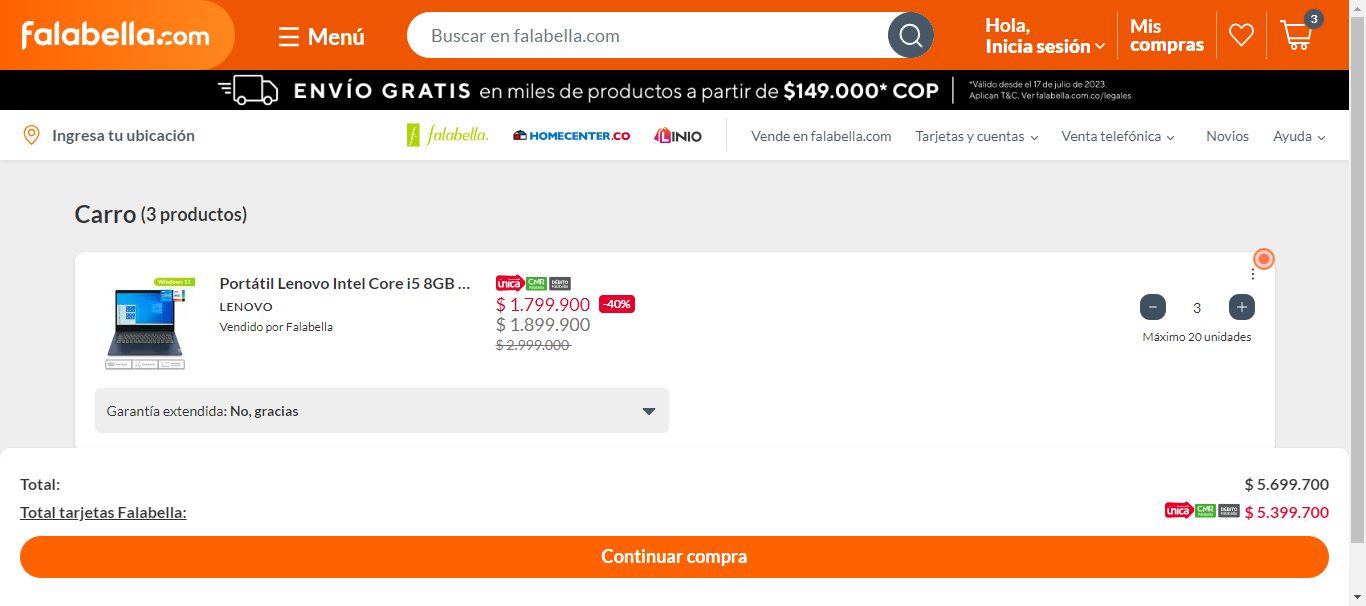 falabella.com
Menú
Buscar en falabella.com
Hola,
Inicia sesión
Mis
compras
3
ENVÍO GRATIS en miles de productos a partir de $149.000* COP
*Válido desde el 17 de julio de 2023.
Aplican T&C. Ver falabella.com.co/legales
Ingresa tu ubicación
falabella.
HOMECENTER.CO
LINIO
Vende en falabella.com
Tarjetas y cuentas
Venta telefónica
Novios
Ayuda
Carro (3 productos)
Windows 11
Portátil Lenovo Intel Core i5 8GB ...
LENOVO
Vendido por Falabella
única CMR DÉBITO
$ 1.799.900 -40%
$ 1.899.900
$ 2.999.000
− 3 +
Máximo 20 unidades
Garantía extendida: No, gracias
Total: $ 5.699.700
Total tarjetas Falabella: única CMR DÉBITO $ 5.399.700
Continuar compra